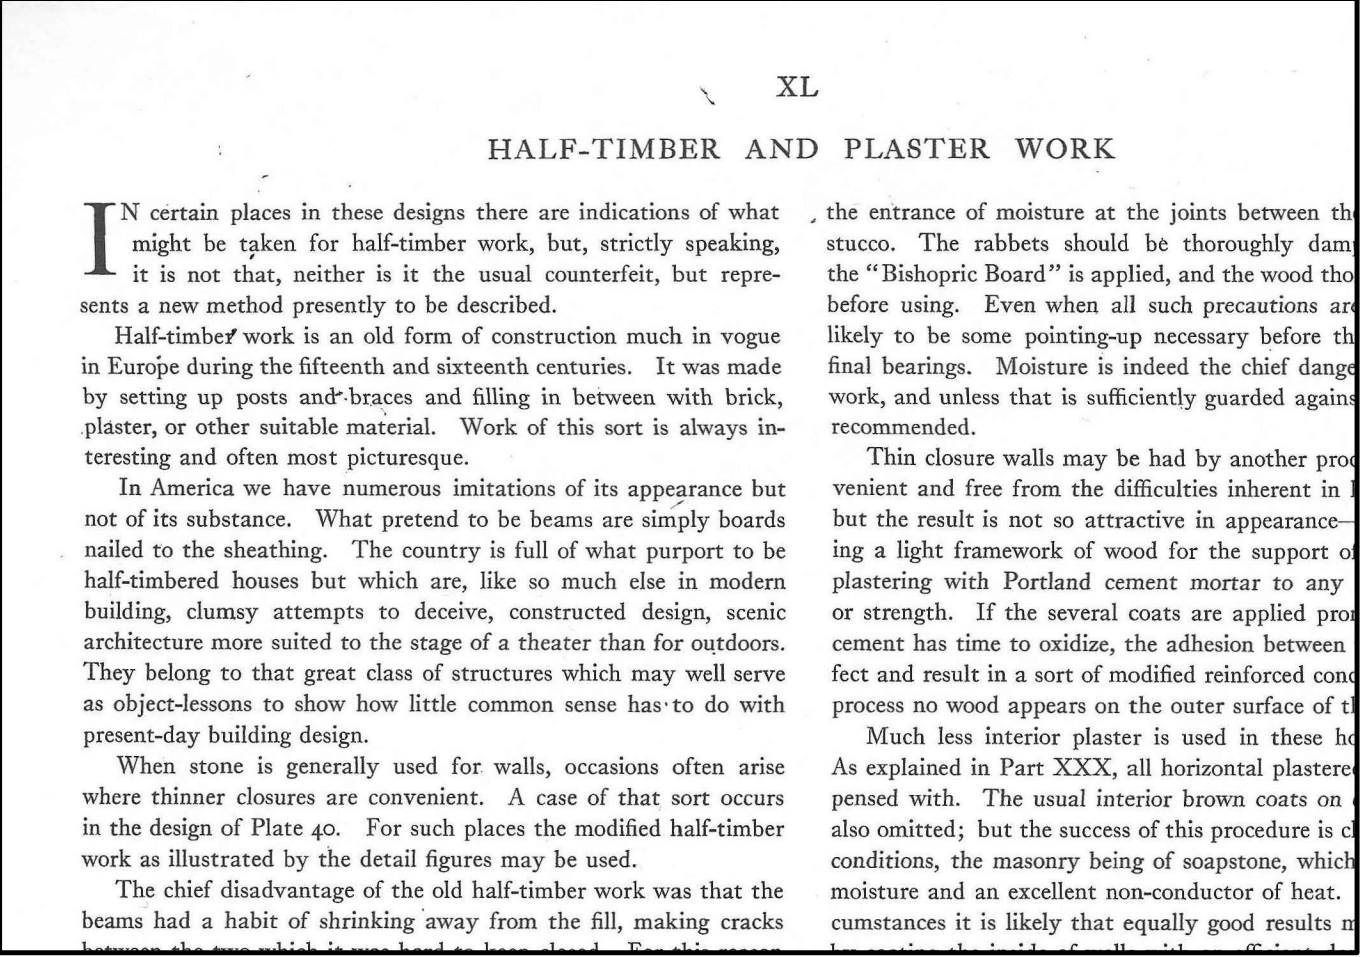 XL
HALF-TIMBER AND PLASTER WORK
IN certain places in these designs there are indications of what
might be taken for half-timber work, but, strictly speaking,
it is not that, neither is it the usual counterfeit, but repre-
sents a new method presently to be described.
Half-timber work is an old form of construction much in vogue
in Europe during the fifteenth and sixteenth centuries. It was made
by setting up posts and braces and filling in between with brick,
plaster, or other suitable material. Work of this sort is always in-
teresting and often most picturesque.
In America we have numerous imitations of its appearance but
not of its substance. What pretend to be beams are simply boards
nailed to the sheathing. The country is full of what purport to be
half-timbered houses but which are, like so much else in modern
building, clumsy attempts to deceive, constructed design, scenic
architecture more suited to the stage of a theater than for outdoors.
They belong to that great class of structures which may well serve
as object-lessons to show how little common sense has to do with
present-day building design.
When stone is generally used for walls, occasions often arise
where thinner closures are convenient. A case of that sort occurs
in the design of Plate 40. For such places the modified half-timber
work as illustrated by the detail figures may be used.
The chief disadvantage of the old half-timber work was that the
beams had a habit of shrinking away from the fill, making cracks
between the two which it was hard to keep closed. For this reason
the entrance of moisture at the joints between
stucco. The rabbets should be thoroughly
the "Bishopric Board" is applied, and the wood
before using. Even when all such precautions
likely to be some pointing-up necessary before
final bearings. Moisture is indeed the chief
work, and unless that is sufficiently guarded
recommended.
Thin closure walls may be had by another
venient and free from the difficulties inherent in
but the result is not so attractive in appearance—
ing a light framework of wood for the support
plastering with Portland cement mortar to any
or strength. If the several coats are applied
cement has time to oxidize, the adhesion between
fect and result in a sort of modified reinforced
process no wood appears on the outer surface of
Much less interior plaster is used in these
As explained in Part XXX, all horizontal
pensed with. The usual interior brown coats on
also omitted; but the success of this procedure is
conditions, the masonry being of soapstone, which
moisture and an excellent non-conductor of heat.
cumstances it is likely that equally good results